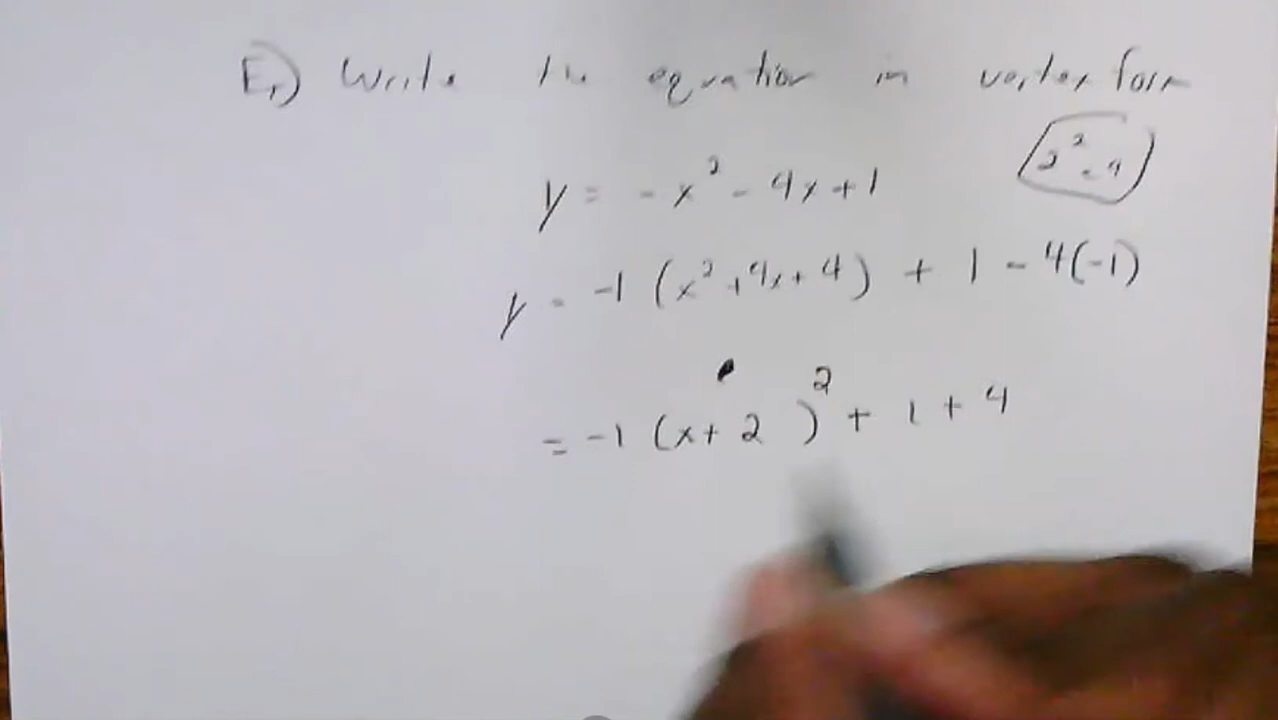 E.) Write the equation in vertex form
2² = 4
y = -x² - 4x + 1
y = -1 (x² + 4x + 4) + 1 - 4(-1)
= -1 (x + 2 )² + 1 + 4